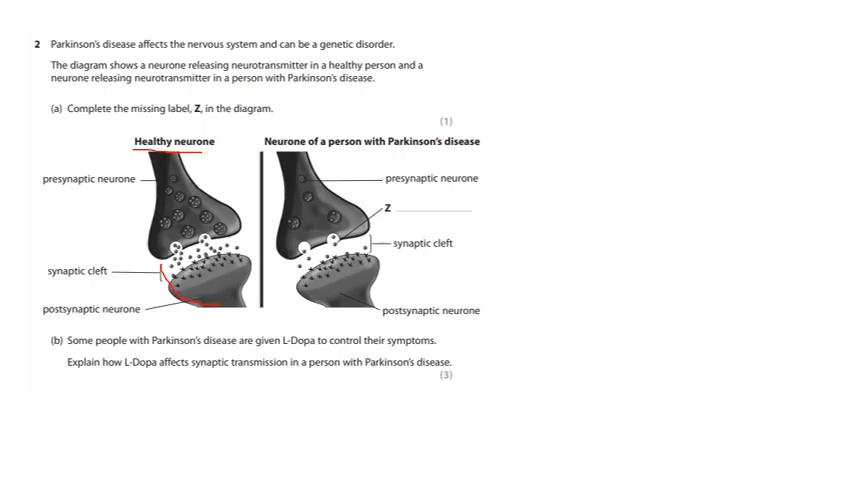 2 Parkinson's disease affects the nervous system and can be a genetic disorder.
The diagram shows a neurone releasing neurotransmitter in a healthy person and a
neurone releasing neurotransmitter in a person with Parkinson's disease.
(a) Complete the missing label, Z, in the diagram.
(1)
Healthy neurone
Neurone of a person with Parkinson's disease
presynaptic neurone
presynaptic neurone
Z
synaptic cleft
synaptic cleft
postsynaptic neurone
postsynaptic neurone
(b) Some people with Parkinson's disease are given L-Dopa to control their symptoms.
Explain how L-Dopa affects synaptic transmission in a person with Parkinson's disease.
(3)